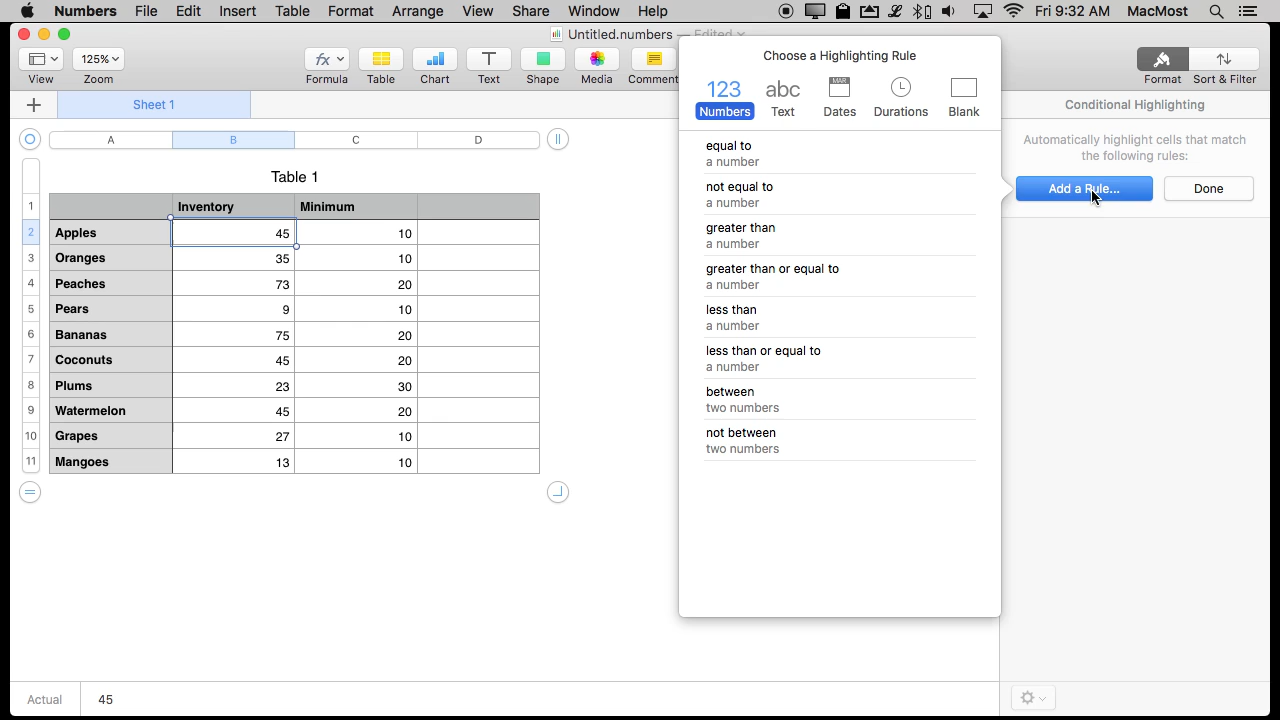 Numbers File Edit Insert Table Format Arrange View Share Window Help Fri 9:32 AM MacMost
Untitled.numbers — Edited
View 125% Zoom Formula Table Chart Text Shape Media Comment Format Sort & Filter
Sheet 1
Choose a Highlighting Rule
123 abc MAR
Numbers Text Dates Durations Blank
equal to
a number
not equal to
a number
greater than
a number
greater than or equal to
a number
less than
a number
less than or equal to
a number
between
two numbers
not between
two numbers
Conditional Highlighting
Automatically highlight cells that match
the following rules:
Add a Rule... Done
A B C D
Table 1
1 Inventory Minimum
2 Apples 45 10
3 Oranges 35 10
4 Peaches 73 20
5 Pears 9 10
6 Bananas 75 20
7 Coconuts 45 20
8 Plums 23 30
9 Watermelon 45 20
10 Grapes 27 10
11 Mangoes 13 10
Actual 45